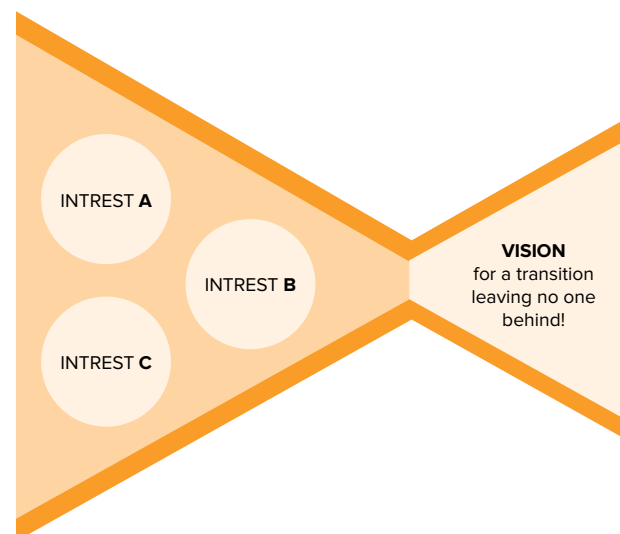 INTREST A
INTREST B
INTREST C
VISION
for a transition
leaving no one
behind!